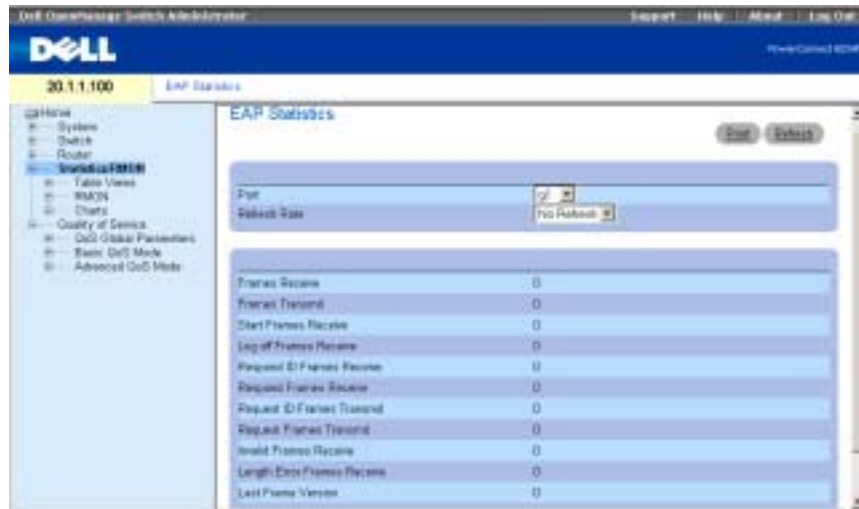 Dell OpenManage Switch Administrator
Support Help About Log Out
DELL
PowerConnect
20.1.1.100
EAP Statistics
Home
System
Switch
Router
Statistics/RMON
Table Views
RMON
Charts
Quality of Service
QoS Global Parameters
Basic QoS Mode
Advanced QoS Mode
EAP Statistics
Print Refresh
Port
Refresh Rate No Refresh
Frames Receive 0
Frames Transmit 0
Start Frames Receive 0
Log off Frames Receive 0
Respond ID Frames Receive 0
Respond Frames Receive 0
Request ID Frames Transmit 0
Request Frames Transmit 0
Invalid Frames Receive 0
Length Error Frames Receive 0
Last Frame Version 0